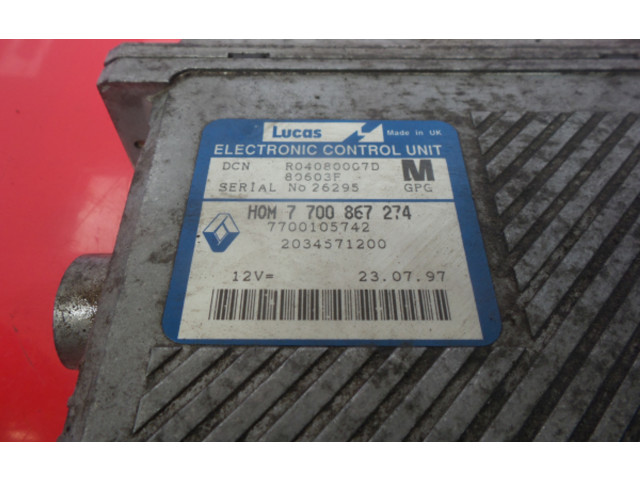 Lucas Made in UK
ELECTRONIC CONTROL UNIT
DCN R04080007D M
80603F
SERIAL No 26295 GPG
HOM 7 700 867 274
7700105742
2034571200
12V= 23.07.97